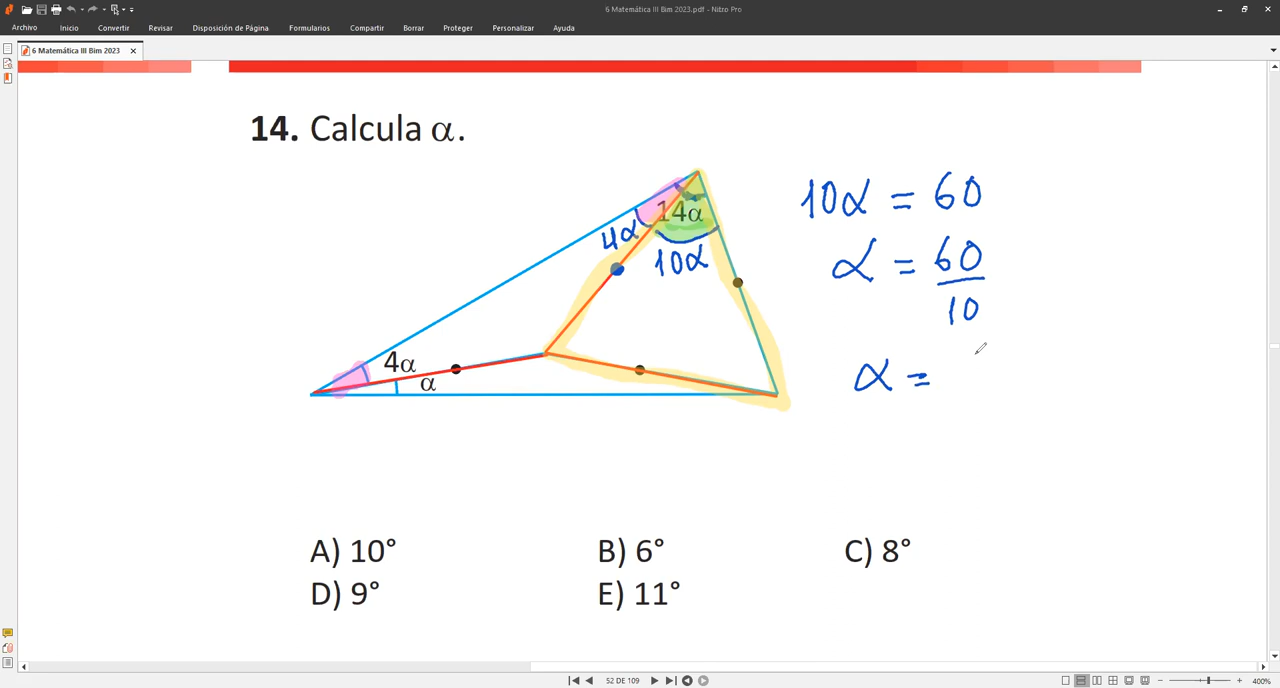 6 Matemática III Bim 2023.pdf - Nitro Pro
Archivo Inicio Convertir Revisar Disposición de Página Formularios Compartir Borrar Proteger Personalizar Ayuda
6 Matemática III Bim 2023
14. Calcula α.
14α
4α
10α
4α
α
10α = 60
α = 60
10
α =
A) 10° B) 6° C) 8°
D) 9° E) 11°
52 DE 109
400%